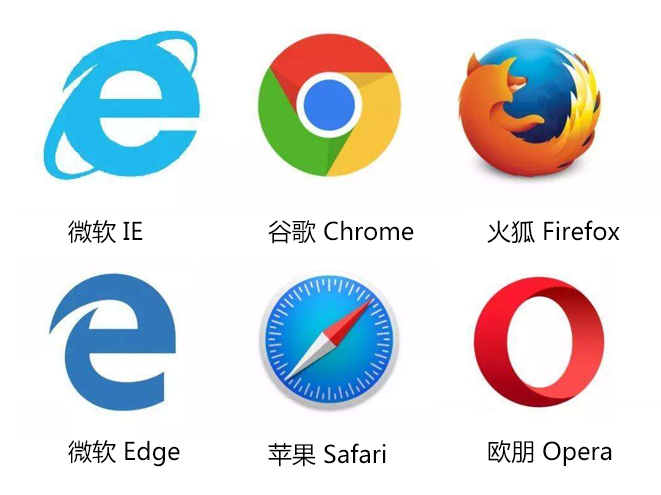 微软 IE
谷歌 Chrome
火狐 Firefox
微软 Edge
苹果 Safari
欧朋 Opera